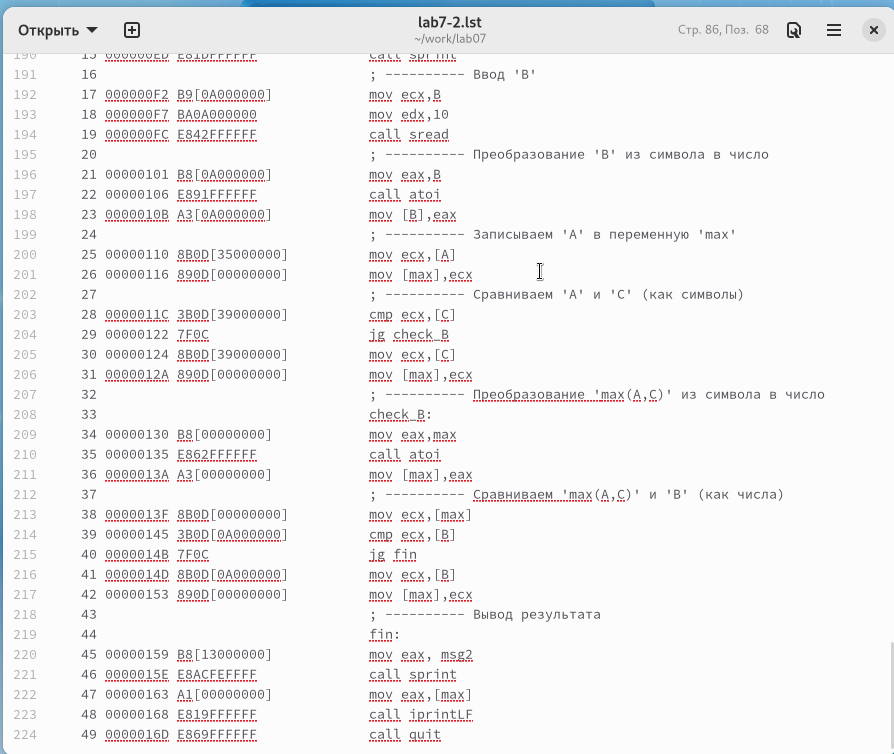 Открыть
lab7-2.lst
~/work/lab07
Стр. 86, Поз. 68
190 15 000000ED E81DFFFFFF call sprint
191 16 ; ---------- Ввод 'B'
192 17 000000F2 B9[0A000000] mov ecx,B
193 18 000000F7 BA0A000000 mov edx,10
194 19 000000FC E842FFFFFF call sread
195 20 ; ---------- Преобразование 'B' из символа в число
196 21 00000101 B8[0A000000] mov eax,B
197 22 00000106 E891FFFFFF call atoi
198 23 0000010B A3[0A000000] mov [B],eax
199 24 ; ---------- Записываем 'A' в переменную 'max'
200 25 00000110 8B0D[35000000] mov ecx,[A]
201 26 00000116 890D[00000000] mov [max],ecx
202 27 ; ---------- Сравниваем 'A' и 'C' (как символы)
203 28 0000011C 3B0D[39000000] cmp ecx,[C]
204 29 00000122 7F0C jg check_B
205 30 00000124 8B0D[39000000] mov ecx,[C]
206 31 0000012A 890D[00000000] mov [max],ecx
207 32 ; ---------- Преобразование 'max(A,C)' из символа в число
208 33 check_B:
209 34 00000130 B8[00000000] mov eax,max
210 35 00000135 E862FFFFFF call atoi
211 36 0000013A A3[00000000] mov [max],eax
212 37 ; ---------- Сравниваем 'max(A,C)' и 'B' (как числа)
213 38 0000013F 8B0D[00000000] mov ecx,[max]
214 39 00000145 3B0D[0A000000] cmp ecx,[B]
215 40 0000014B 7F0C jg fin
216 41 0000014D 8B0D[0A000000] mov ecx,[B]
217 42 00000153 890D[00000000] mov [max],ecx
218 43 ; ---------- Вывод результата
219 44 fin:
220 45 00000159 B8[13000000] mov eax, msg2
221 46 0000015E E8ACFEFFFF call sprint
222 47 00000163 A1[00000000] mov eax,[max]
223 48 00000168 E819FFFFFF call iprintLF
224 49 0000016D E869FFFFFF call quit